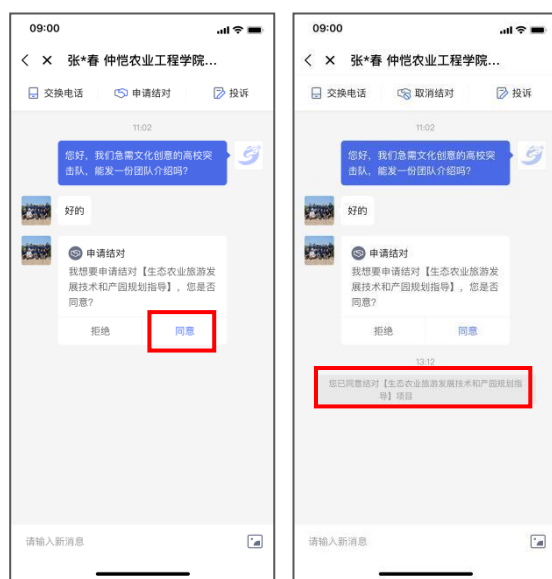 09:00
张*春 仲恺农业工程学院...
交换电话 申请结对 投诉
11:02
您好，我们急需文化创意的高校突
击队，能发一份团队介绍吗？
好的
申请结对
我想要申请结对【生态农业旅游发
展技术和产园规划指导】，您是否
同意？
拒绝 同意
请输入新消息
09:00
张*春 仲恺农业工程学院...
交换电话 取消结对 投诉
11:02
您好，我们急需文化创意的高校突
击队，能发一份团队介绍吗？
好的
申请结对
我想要申请结对【生态农业旅游发
展技术和产园规划指导】，您是否
同意？
拒绝 同意
13:12
您已同意结对【生态农业旅游发展技术和产园规划指
导】项目
请输入新消息